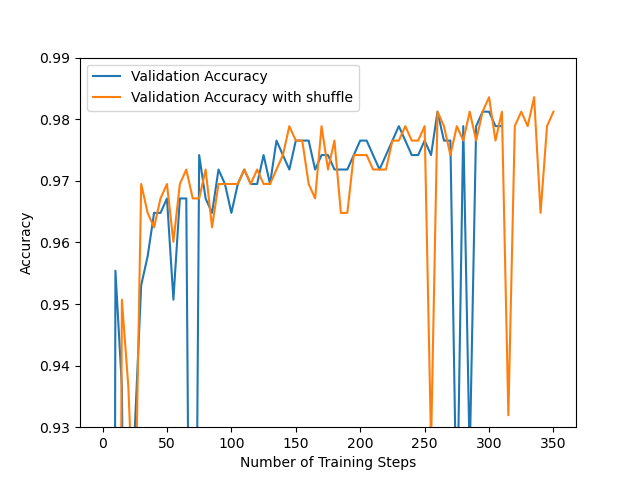 0.99
0.98
0.97
0.96
0.95
0.94
0.93
Accuracy
Validation Accuracy
Validation Accuracy with shuffle
0 50 100 150 200 250 300 350
Number of Training Steps